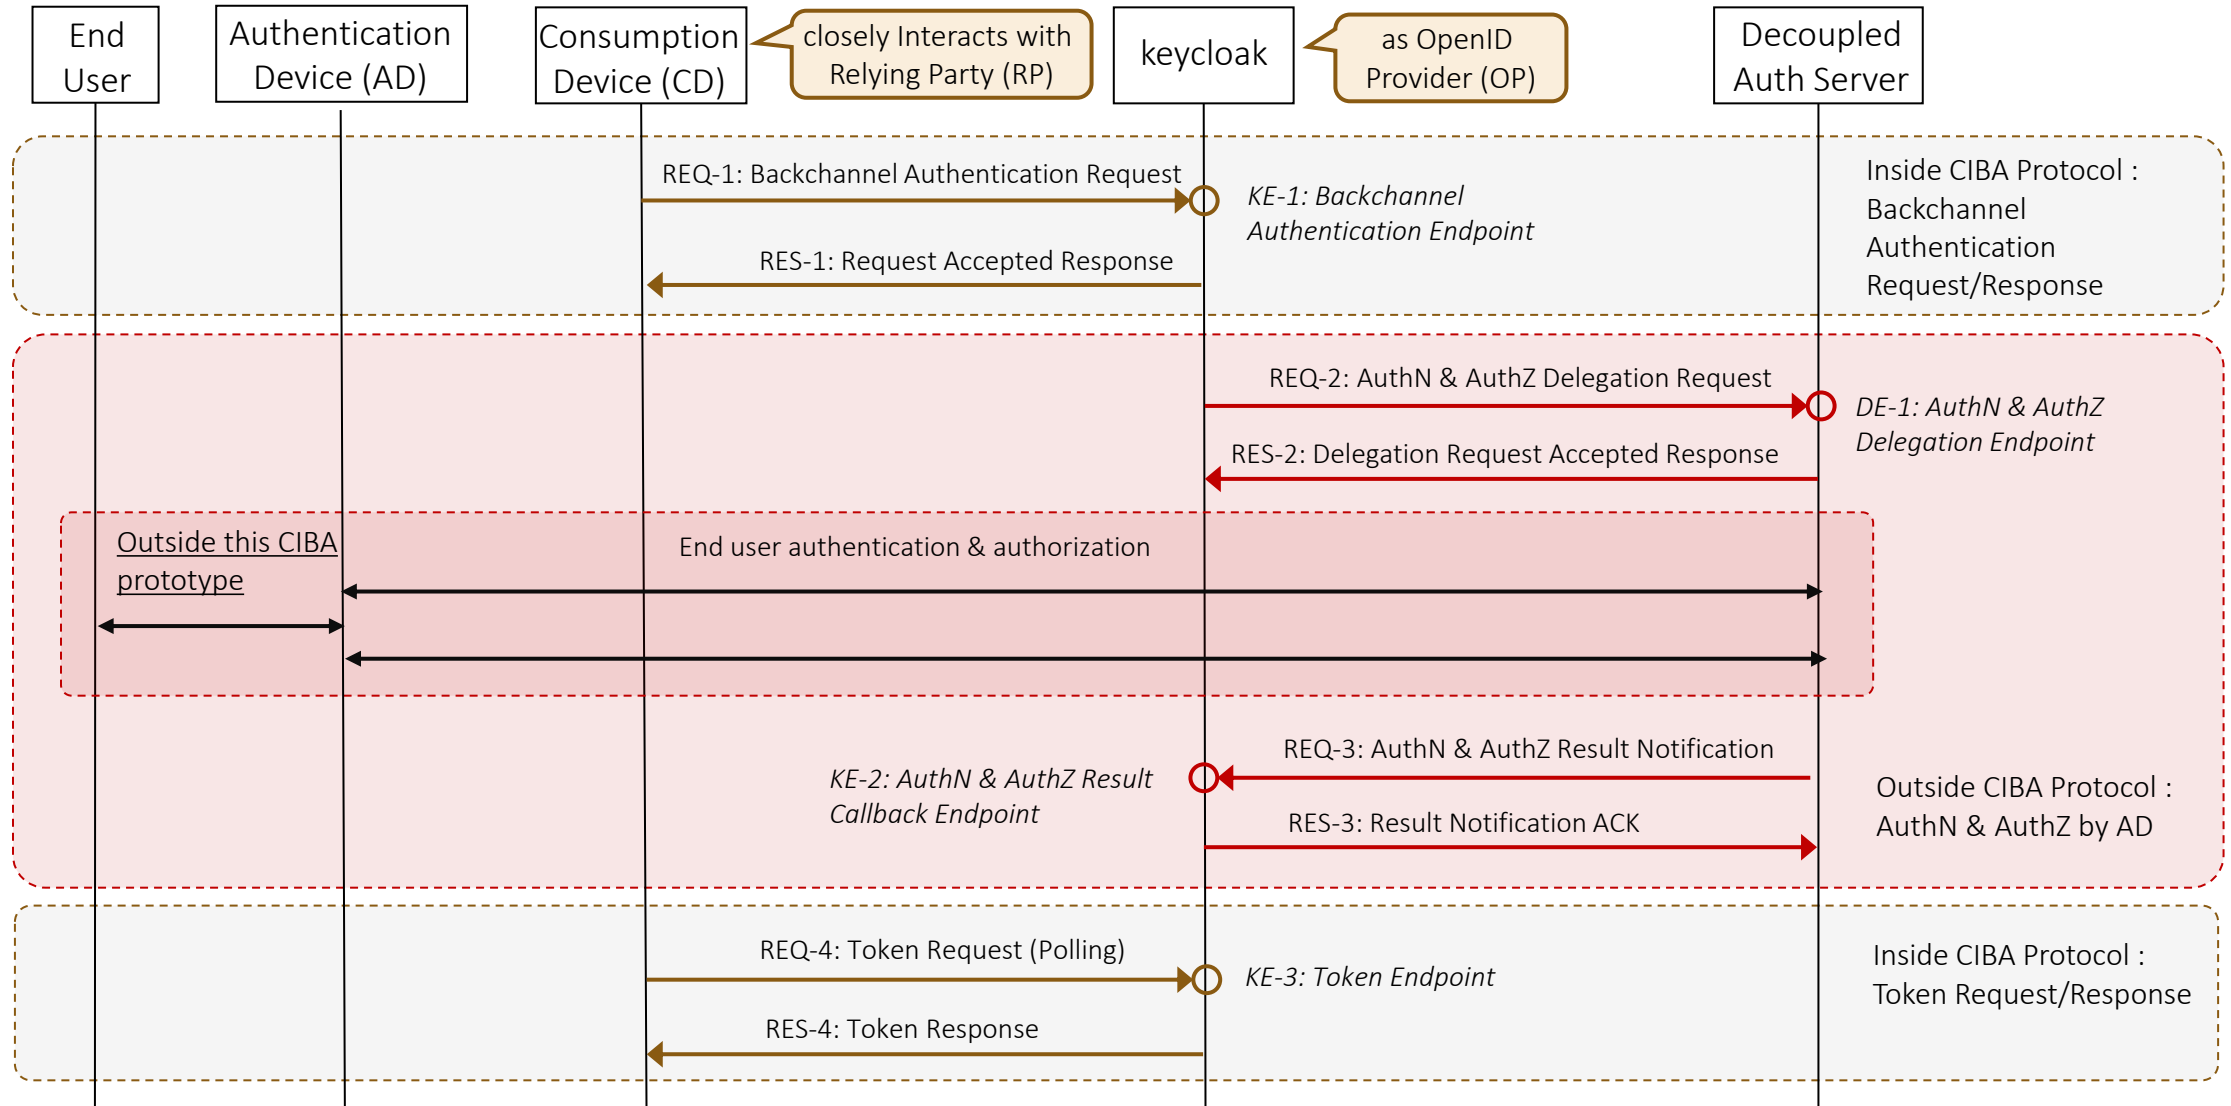 End
User
Authentication
Device (AD)
Consumption
Device (CD)
closely Interacts with
Relying Party (RP)
keycloak
as OpenID
Provider (OP)
Decoupled
Auth Server
REQ-1: Backchannel Authentication Request
KE-1: Backchannel
Authentication Endpoint
RES-1: Request Accepted Response
Inside CIBA Protocol :
Backchannel
Authentication
Request/Response
REQ-2: AuthN & AuthZ Delegation Request
DE-1: AuthN & AuthZ
Delegation Endpoint
RES-2: Delegation Request Accepted Response
Outside this CIBA
prototype
End user authentication & authorization
REQ-3: AuthN & AuthZ Result Notification
KE-2: AuthN & AuthZ Result
Callback Endpoint
RES-3: Result Notification ACK
Outside CIBA Protocol :
AuthN & AuthZ by AD
REQ-4: Token Request (Polling)
KE-3: Token Endpoint
RES-4: Token Response
Inside CIBA Protocol :
Token Request/Response